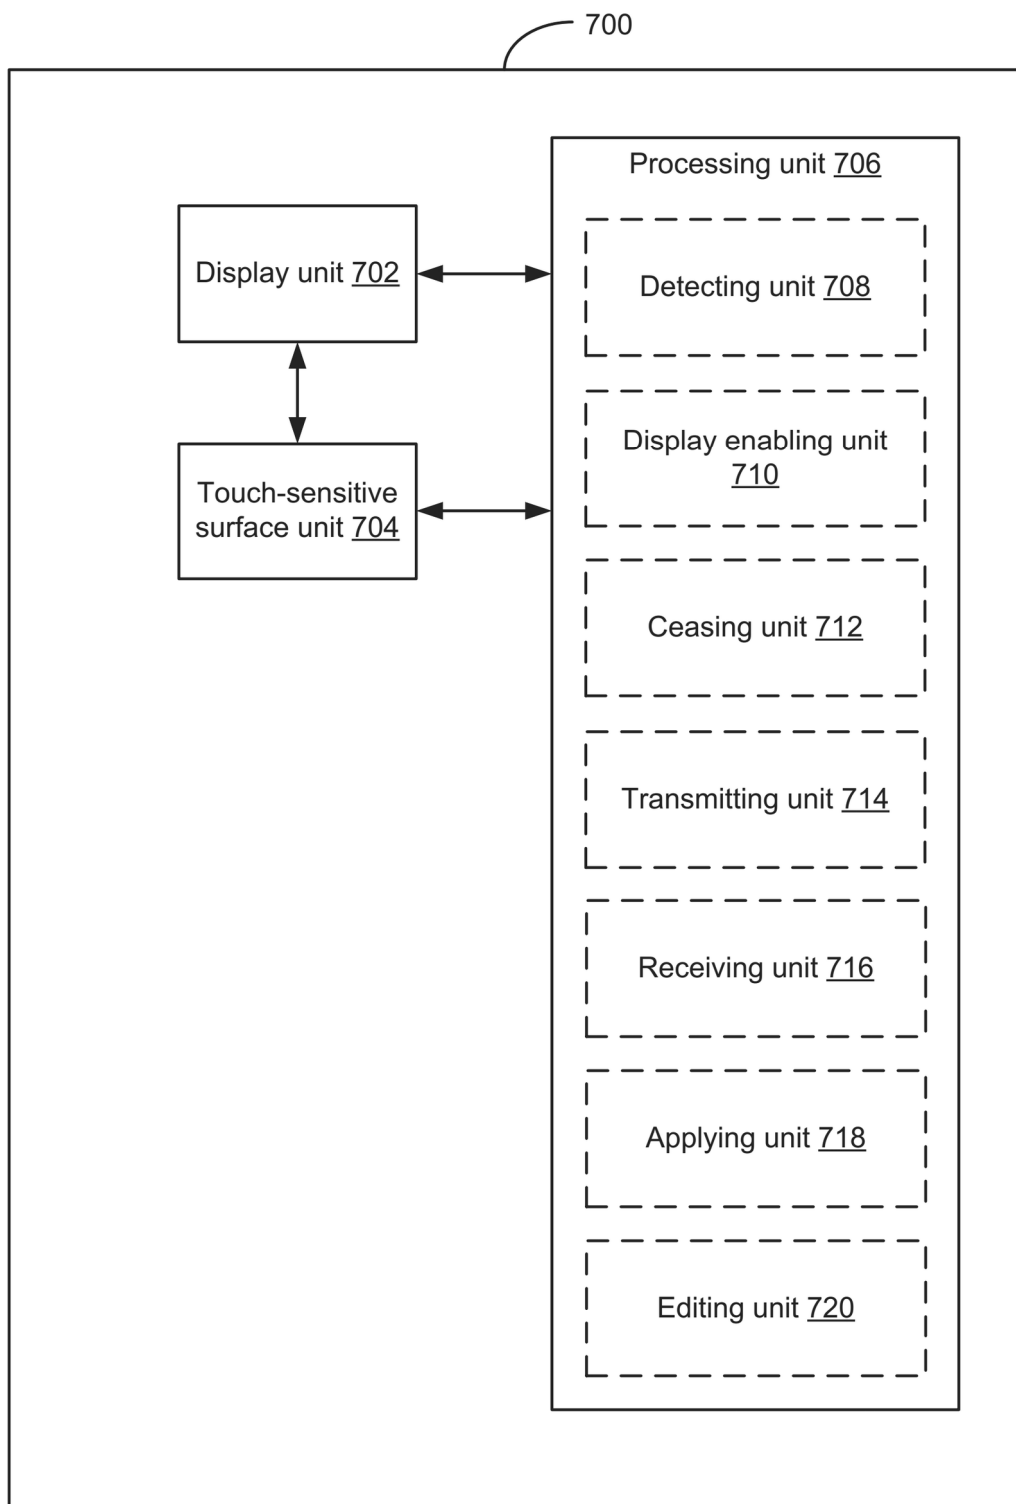 700
Processing unit 706
Display unit 702
Detecting unit 708
Display enabling unit
710
Touch-sensitive
surface unit 704
Ceasing unit 712
Transmitting unit 714
Receiving unit 716
Applying unit 718
Editing unit 720